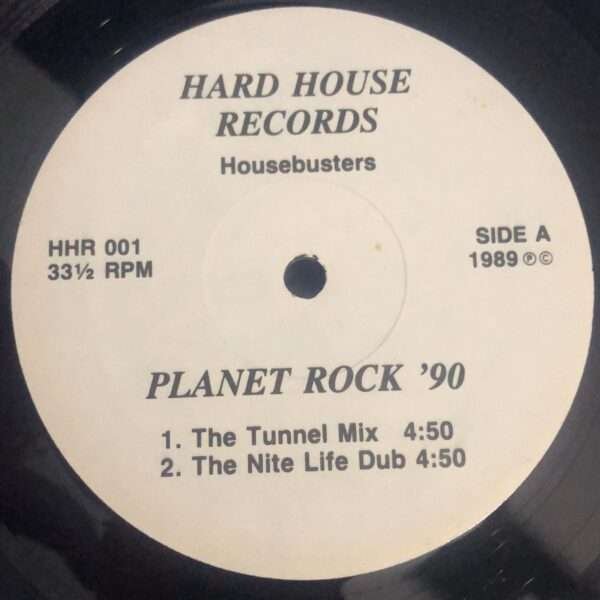 HARD HOUSE
RECORDS
Housebusters
HHR 001
33½ RPM
SIDE A
1989 ℗©
PLANET ROCK ’90
1. The Tunnel Mix 4:50
2. The Nite Life Dub 4:50